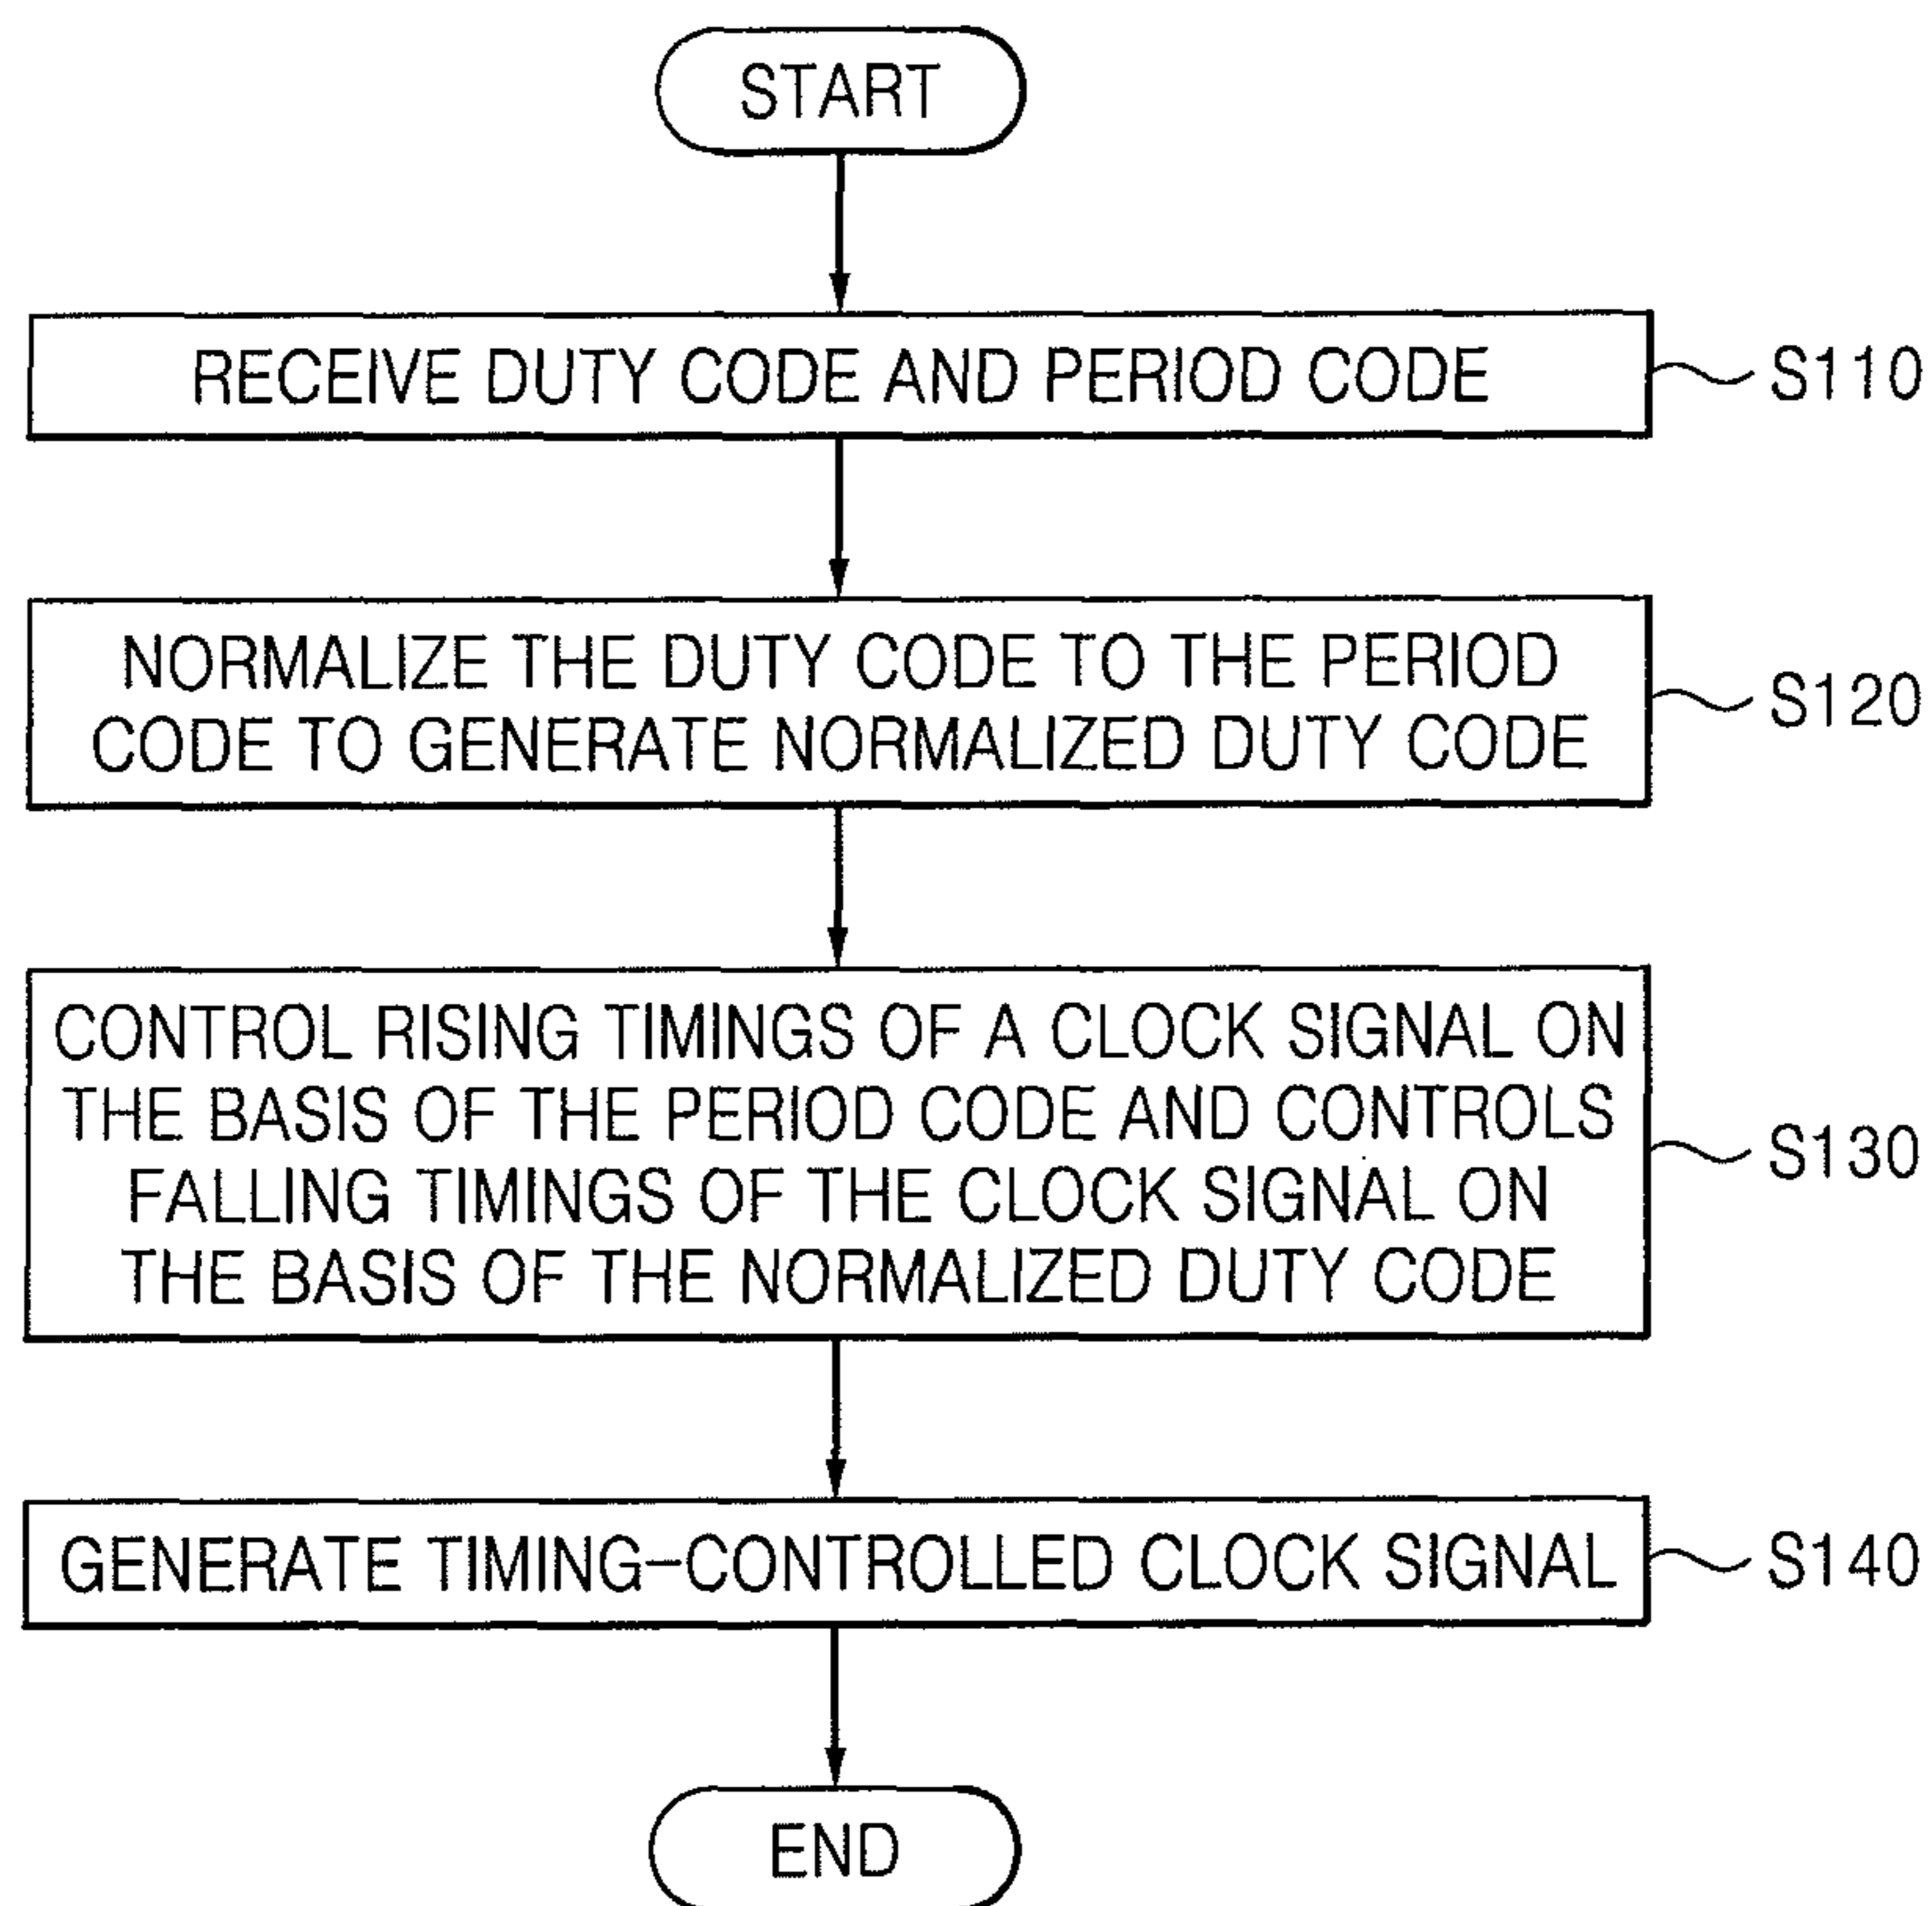 START
RECEIVE DUTY CODE AND PERIOD CODE
S110
NORMALIZE THE DUTY CODE TO THE PERIOD
CODE TO GENERATE NORMALIZED DUTY CODE
S120
CONTROL RISING TIMINGS OF A CLOCK SIGNAL ON
THE BASIS OF THE PERIOD CODE AND CONTROLS
FALLING TIMINGS OF THE CLOCK SIGNAL ON
THE BASIS OF THE NORMALIZED DUTY CODE
S130
GENERATE TIMING-CONTROLLED CLOCK SIGNAL
S140
END